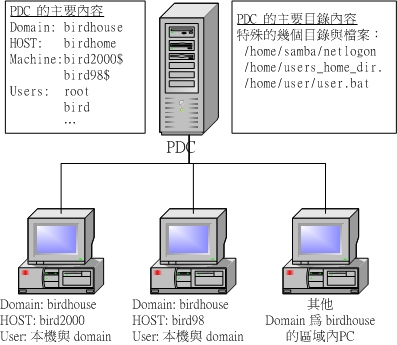 PDC 的主要內容
Domain: birdhouse
HOST: birdhome
Machine:bird2000$
bird98$
Users: root
bird
…
PDC 的主要目錄內容
特殊的幾個目錄與檔案：
/home/samba/netlogon
/home/users_home_dir.
/home/user/user.bat
PDC
Domain: birdhouse
HOST: bird2000
User: 本機與 domain
Domain: birdhouse
HOST: bird98
User: 本機與 domain
其他
Domain 為 birdhouse
的區域內PC